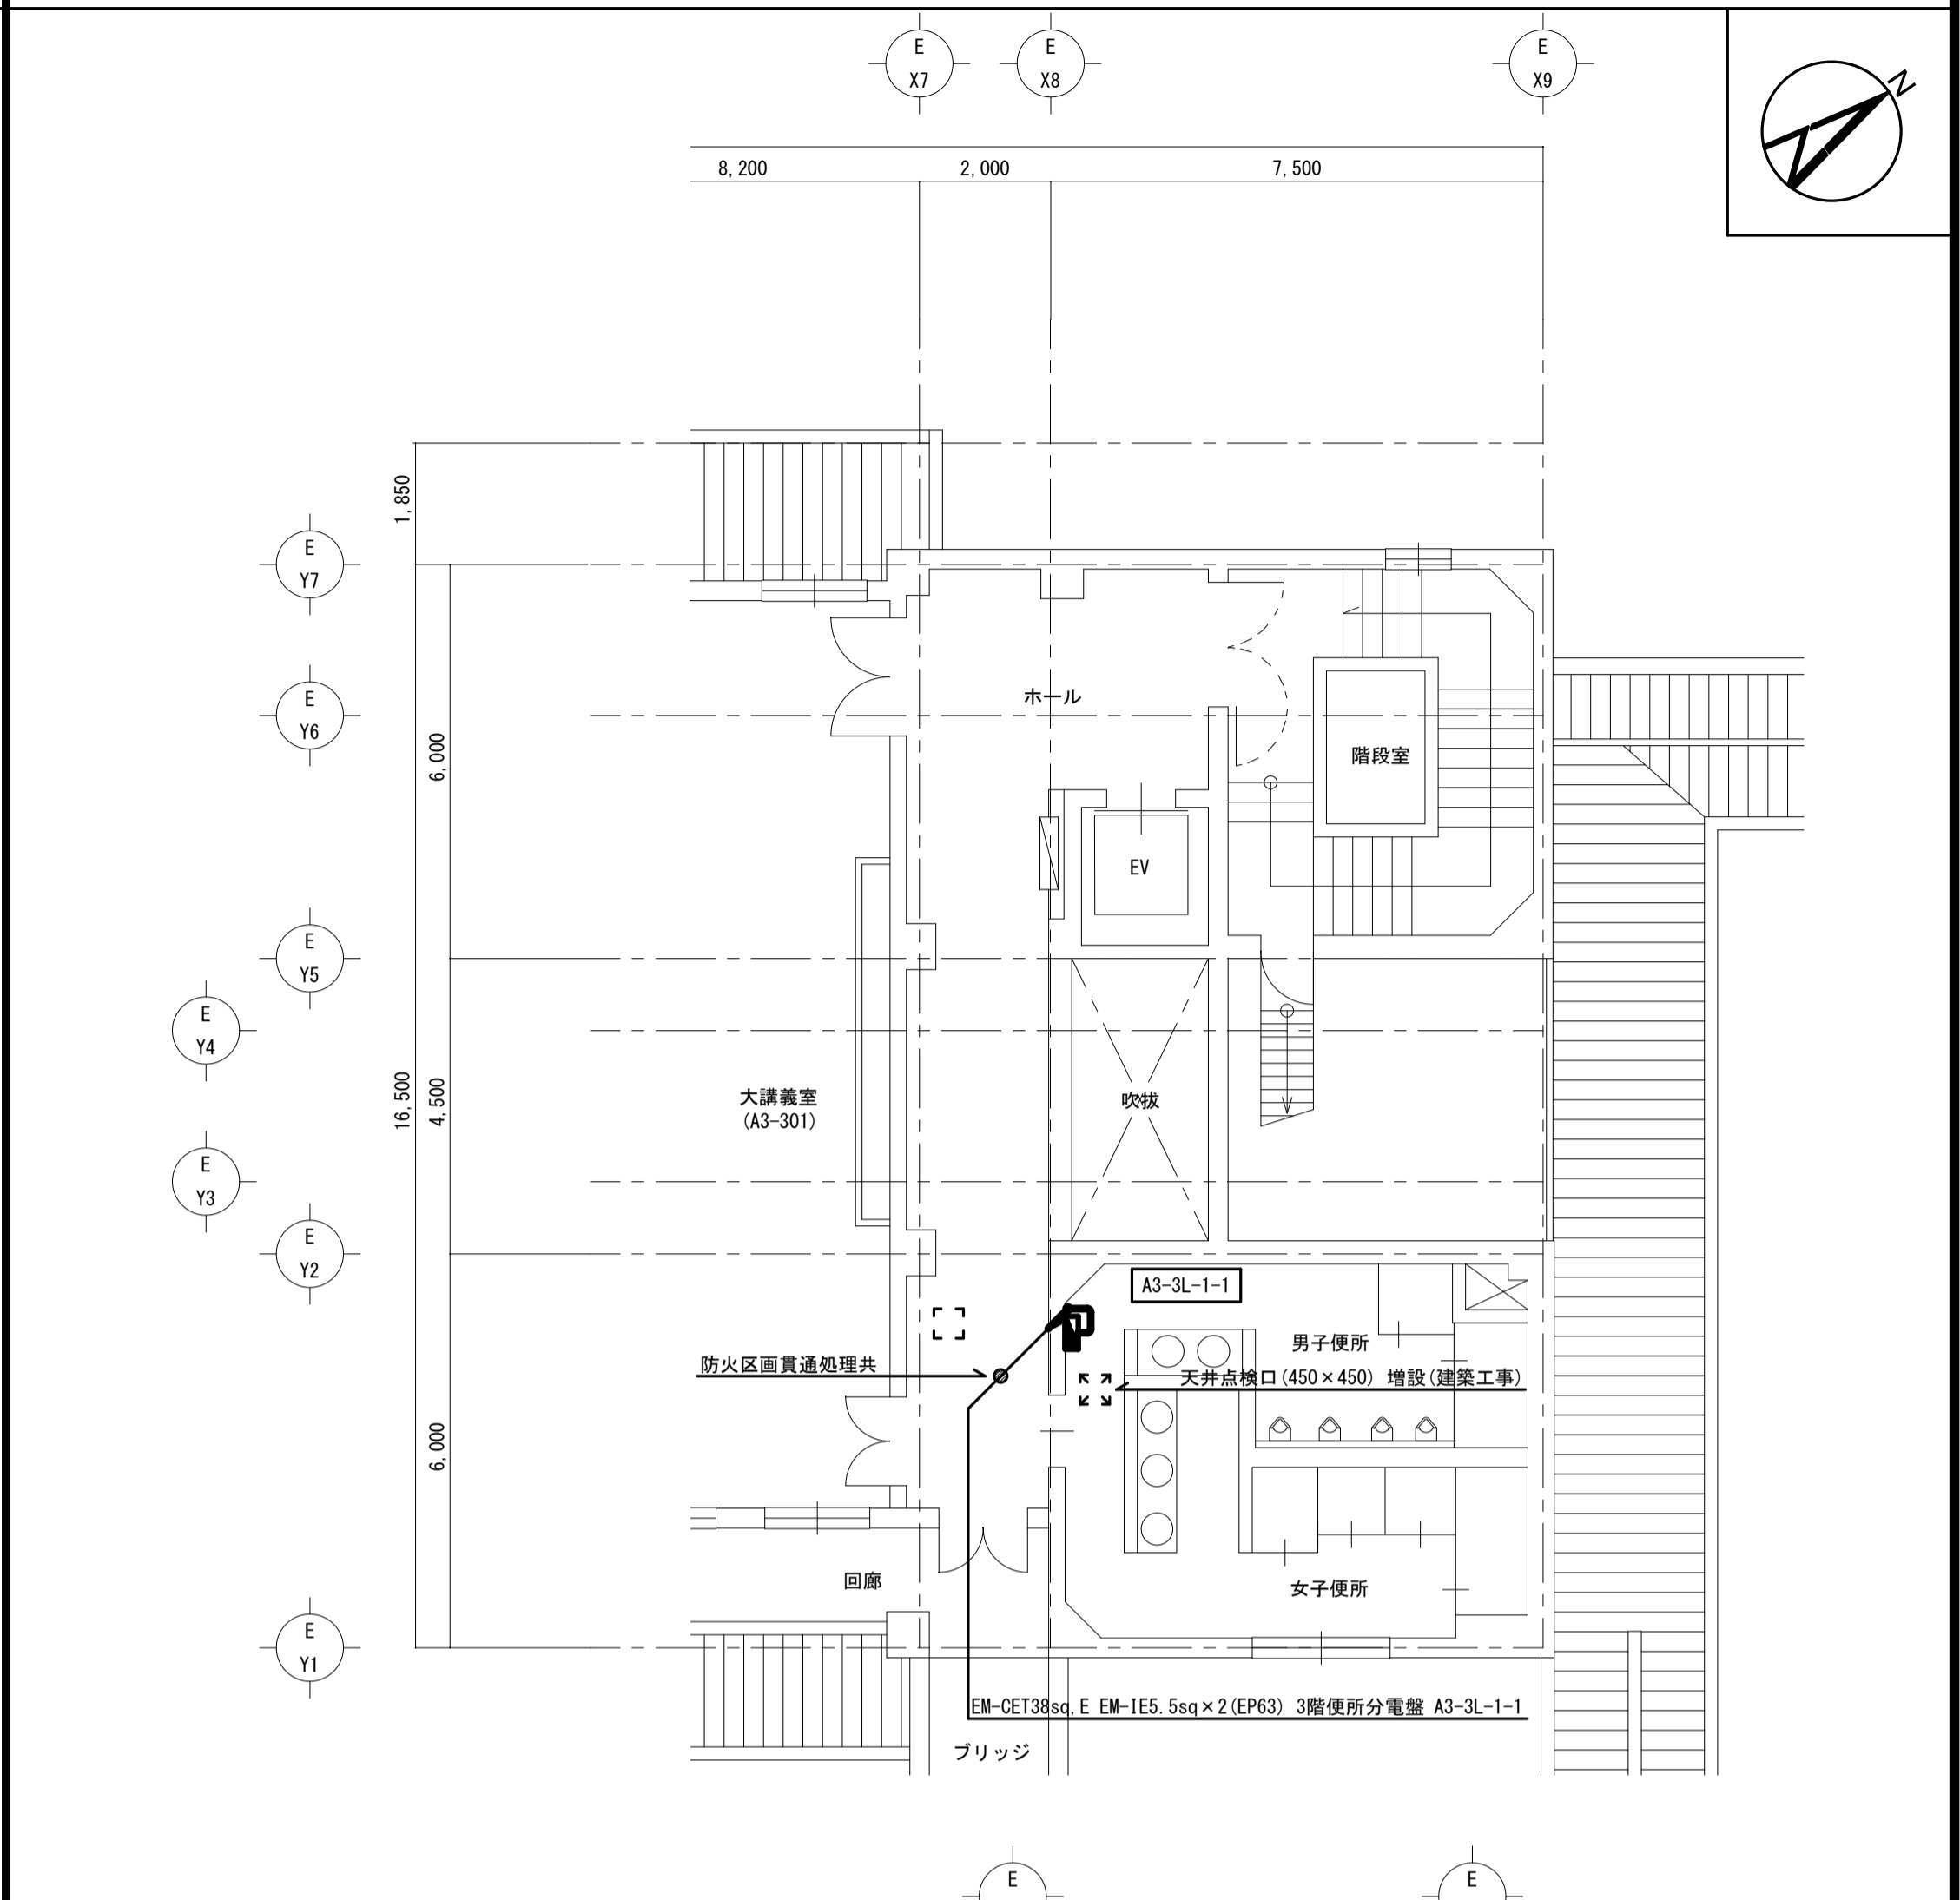 E
X7
E
X8
E
X9
N
8,200
2,000
7,500
1,850
E
Y7
E
Y6
ホール
6,000
階段室
EV
E
Y5
E
Y4
大講義室
(A3-301)
吹抜
16,500
4,500
E
Y3
E
Y2
A3-3L-1-1
男子便所
防火区画貫通処理共
天井点検口(450×450) 増設(建築工事)
6,000
回廊
女子便所
E
Y1
EM-CET38sq,E EM-IE5.5sq×2(EP63) 3階便所分電盤 A3-3L-1-1
ブリッジ
E
E